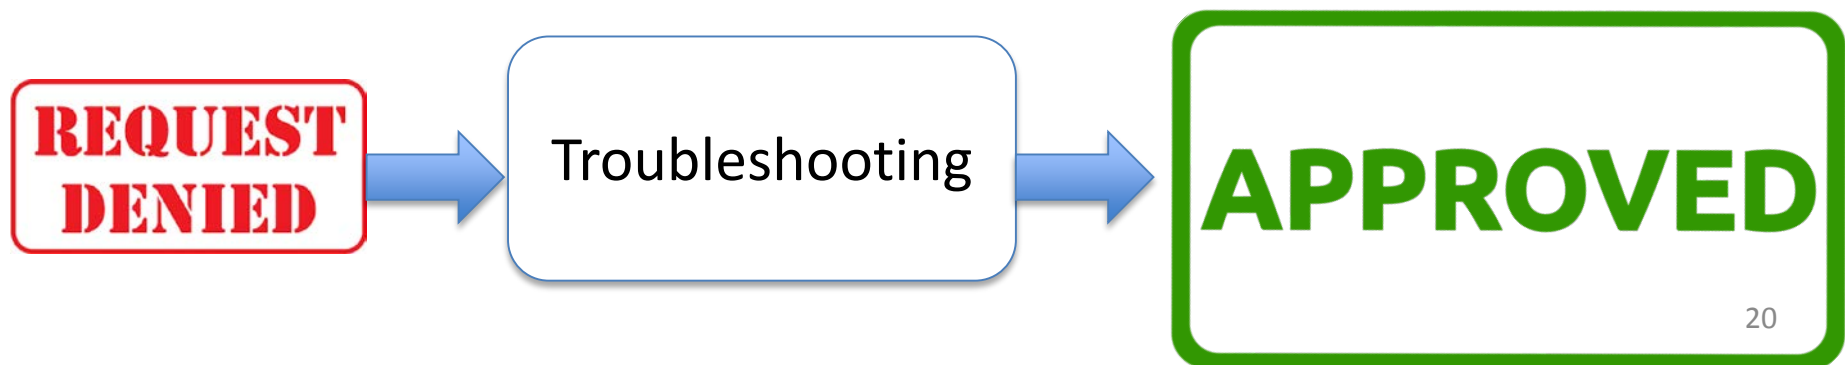 REQUEST
DENIED
Troubleshooting
APPROVED
20